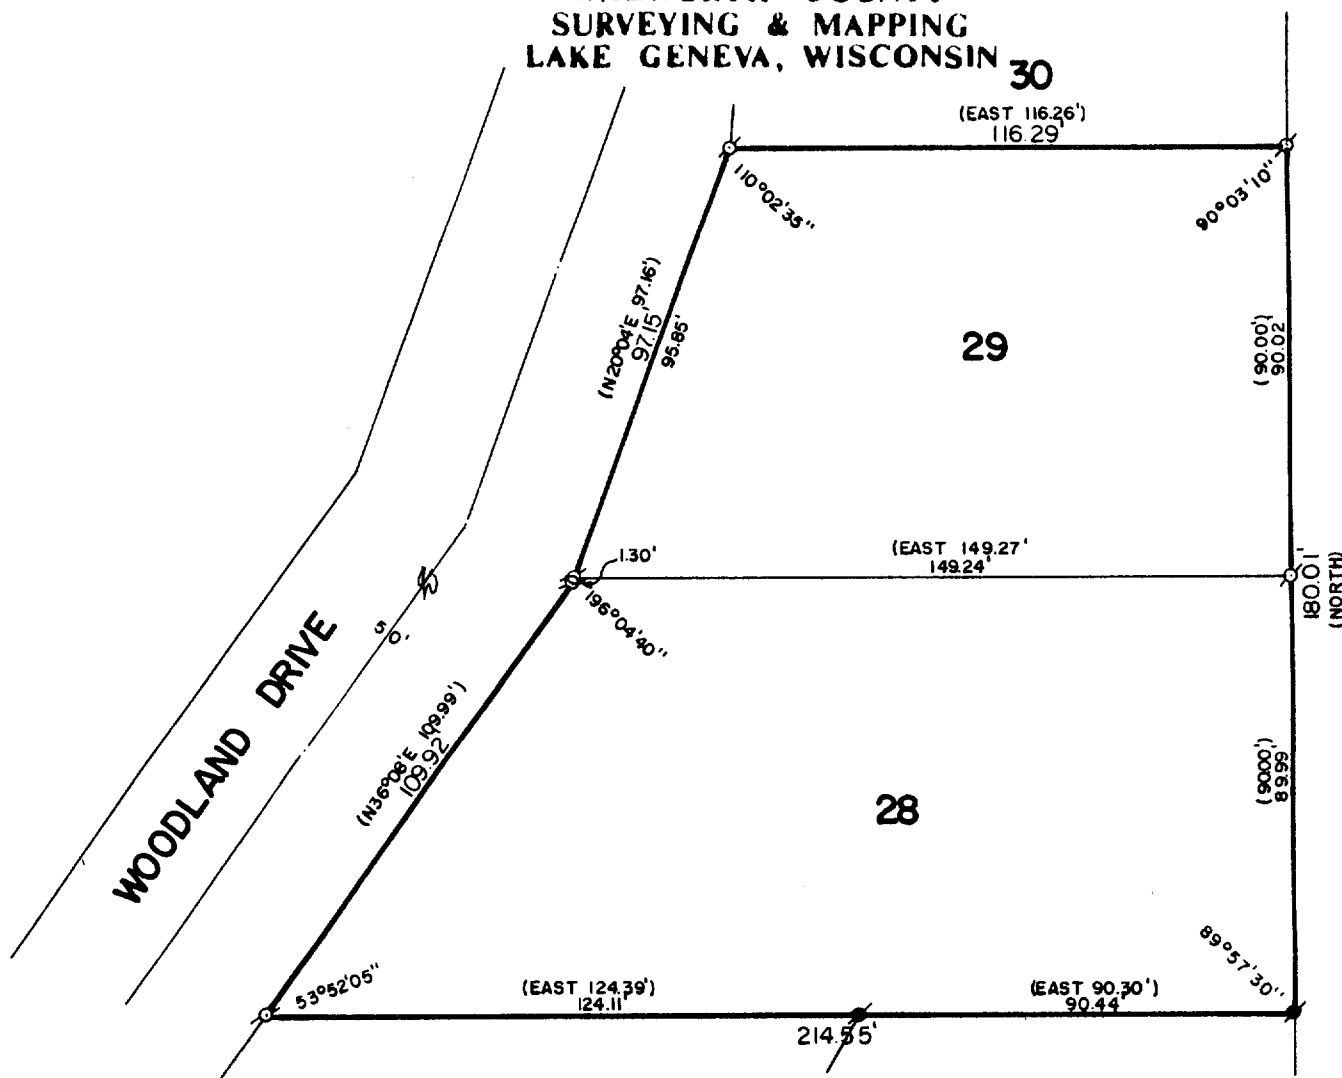 SURVEYING & MAPPING
LAKE GENEVA, WISCONSIN
30
(EAST 116.26')
116.29'
110°02'35"
90°03'10"
(N20°04'E 97.16')
97.15'
95.85'
29
(90.00')
90.02
1.30'
(EAST 149.27'
149.24'
196°04'40"
180.01'
(NORTH)
50'
WOODLAND DRIVE
(N36°08'E 109.99')
109.92'
28
(90.00')
89.99
89°57'30"
53°52'05"
(EAST 124.39')
124.11'
(EAST 90.30')
90.44'
214.55'